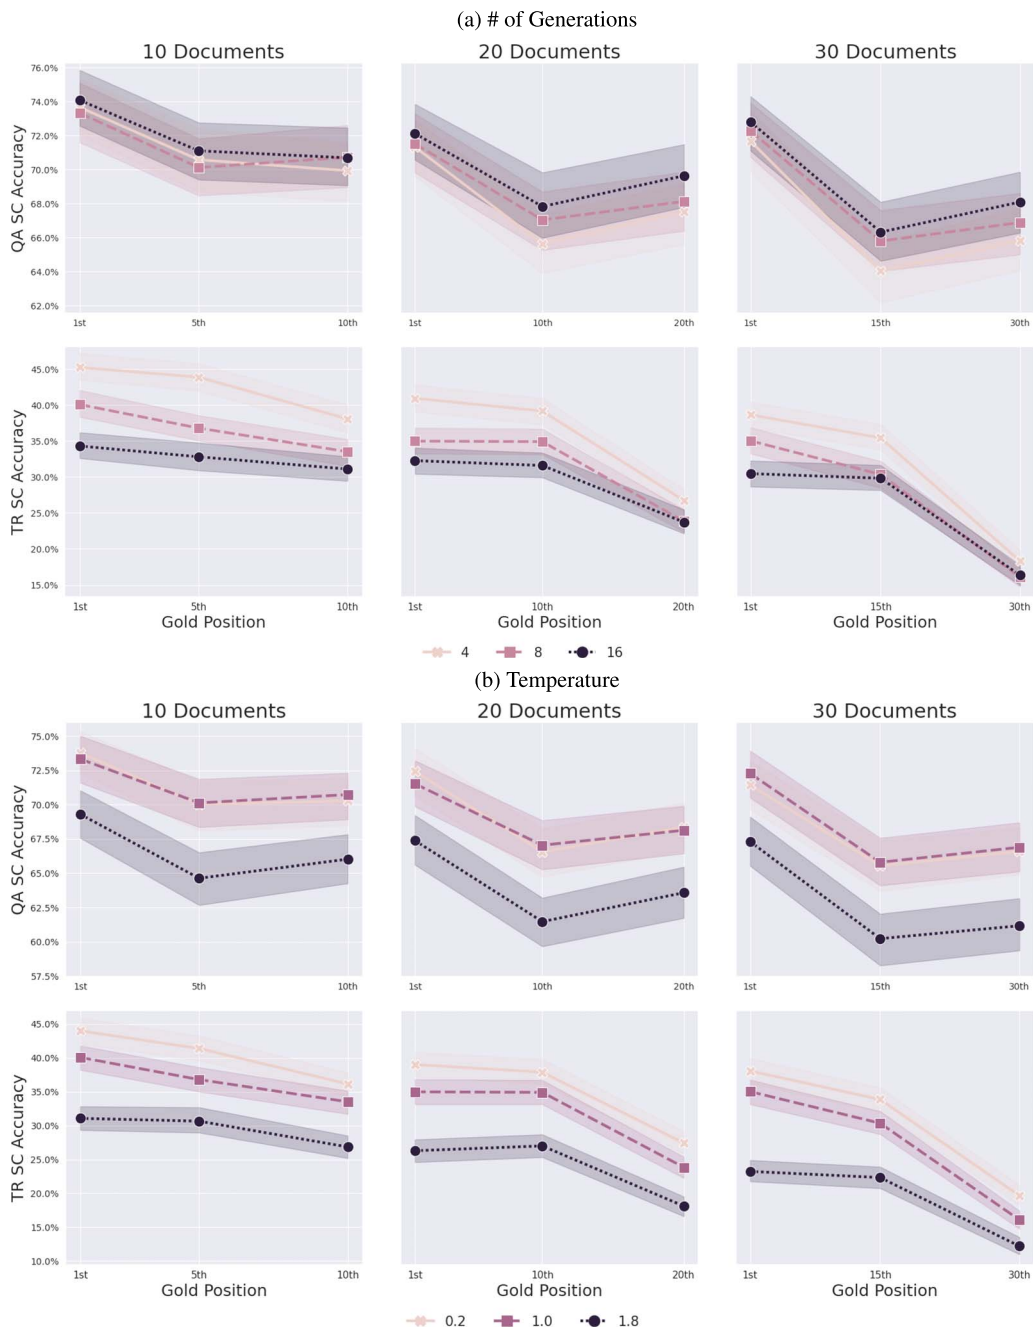 (a) # of Generations
10 Documents 20 Documents 30 Documents
QA SC Accuracy
76.0%
74.0%
72.0%
70.0%
68.0%
66.0%
64.0%
62.0%
1st 5th 10th 1st 10th 20th 1st 15th 30th
TR SC Accuracy
45.0%
40.0%
35.0%
30.0%
25.0%
20.0%
15.0%
1st 5th 10th 1st 10th 20th 1st 15th 30th
Gold Position Gold Position Gold Position
4 8 16
(b) Temperature
10 Documents 20 Documents 30 Documents
QA SC Accuracy
75.0%
72.5%
70.0%
67.5%
65.0%
62.5%
60.0%
57.5%
1st 5th 10th 1st 10th 20th 1st 15th 30th
TR SC Accuracy
45.0%
40.0%
35.0%
30.0%
25.0%
20.0%
15.0%
10.0%
1st 5th 10th 1st 10th 20th 1st 15th 30th
Gold Position Gold Position Gold Position
0.2 1.0 1.8